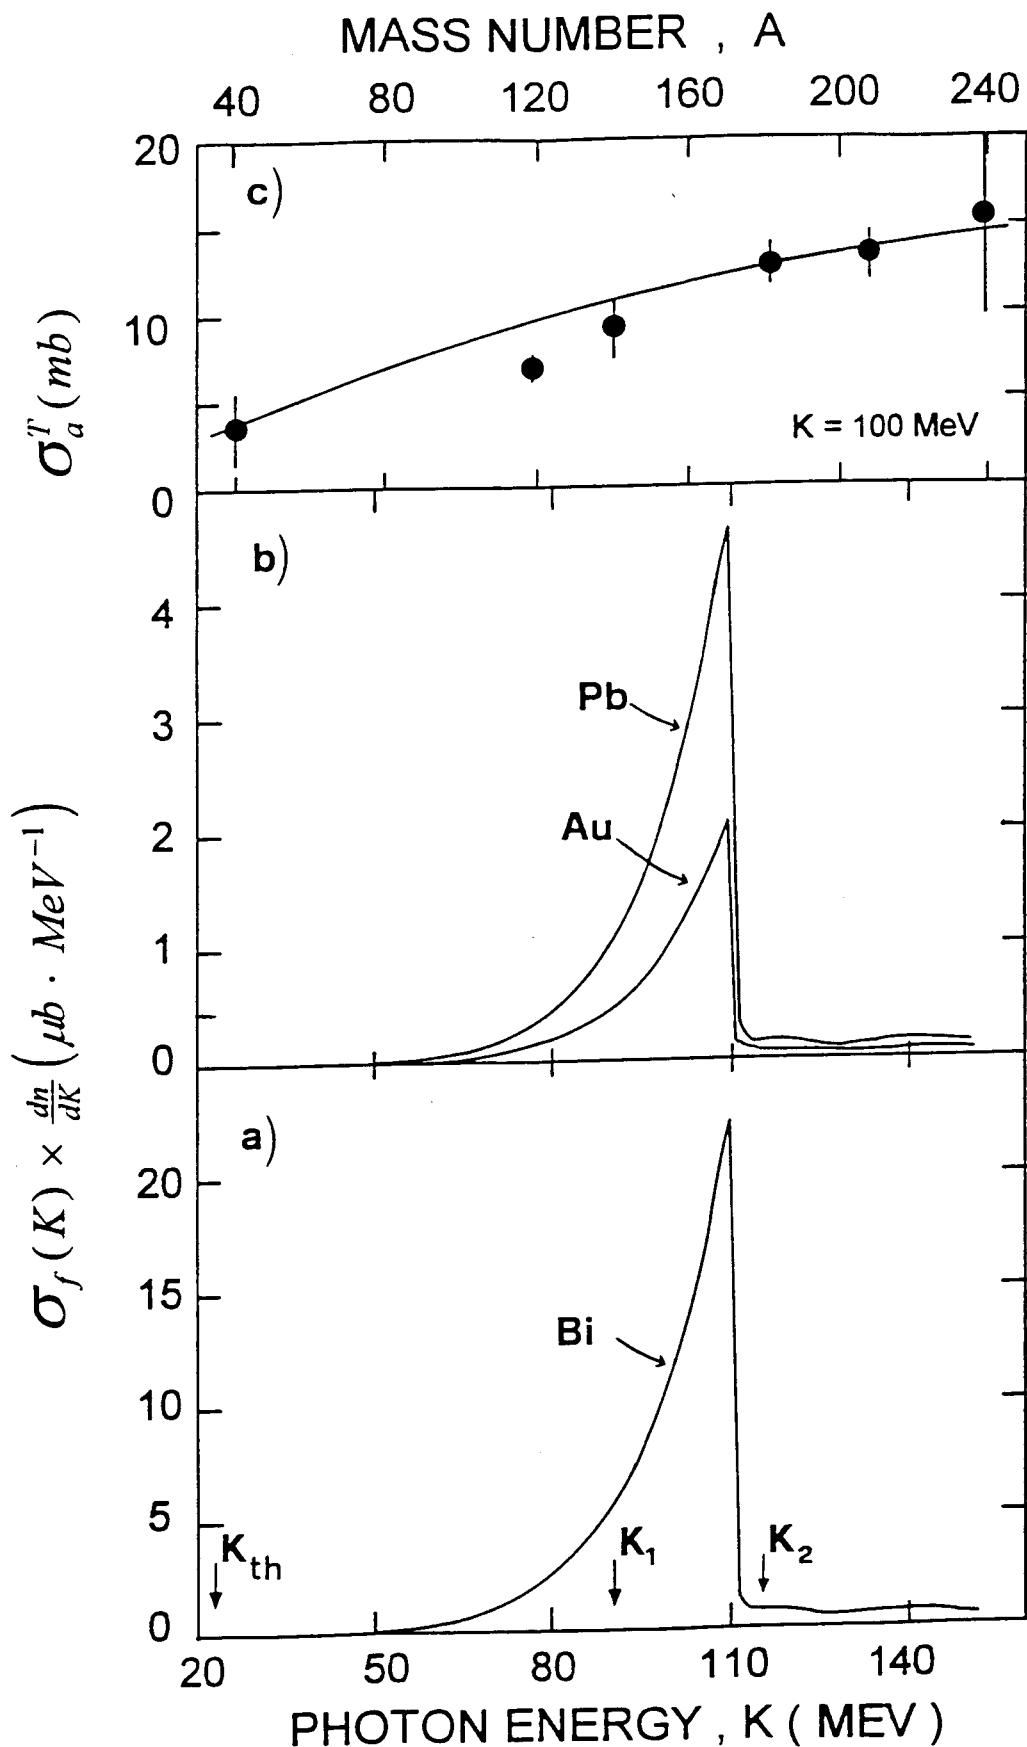 MASS NUMBER , A
40 80 120 160 200 240
20
c)
10
σ_a^T (mb)
K = 100 MeV
0
b)
4
Pb
3
Au
2
1
0
σ_f (K) × dn/dK (μb · MeV⁻¹)
a)
20
15
Bi
10
5
K_th
K₁
K₂
0
20 50 80 110 140
PHOTON ENERGY , K ( MEV )